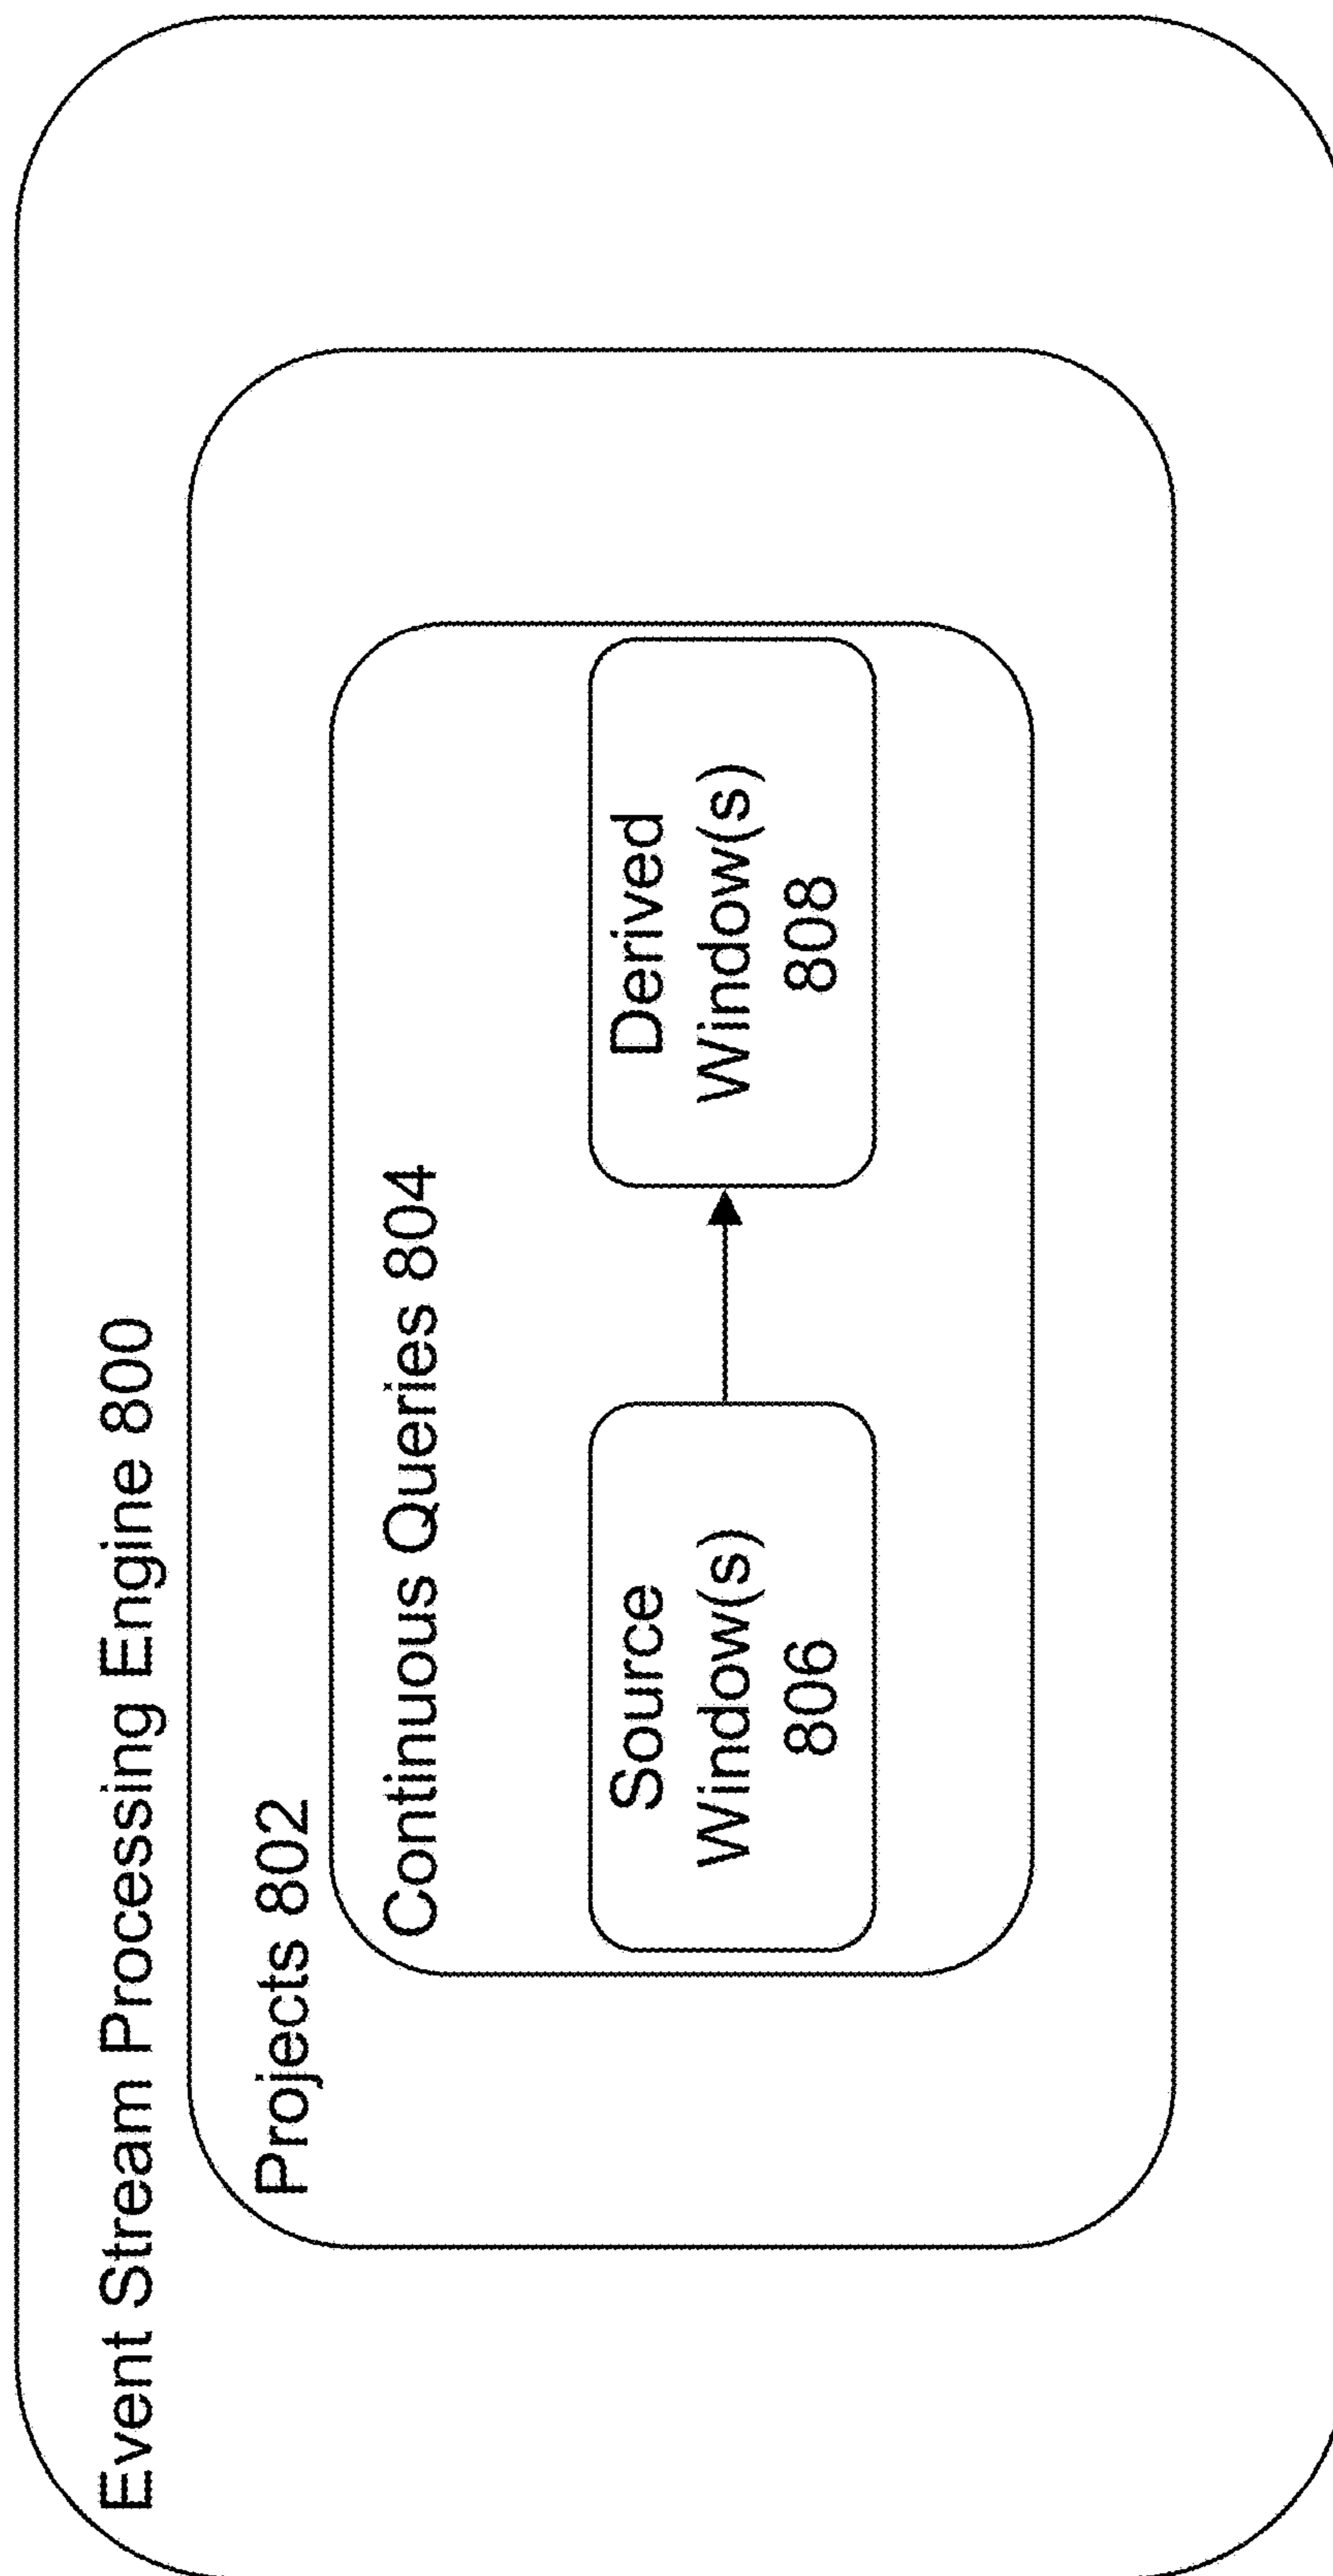 Event Stream Processing Engine 800
Projects 802
Continuous Queries 804
Source
Window(s)
806
Derived
Window(s)
808